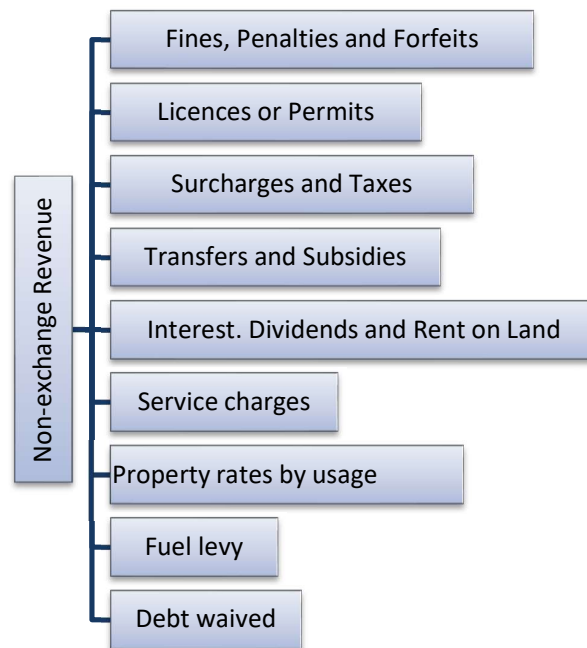 Non-exchange Revenue
Fines, Penalties and Forfeits
Licences or Permits
Surcharges and Taxes
Transfers and Subsidies
Interest. Dividends and Rent on Land
Service charges
Property rates by usage
Fuel levy
Debt waived